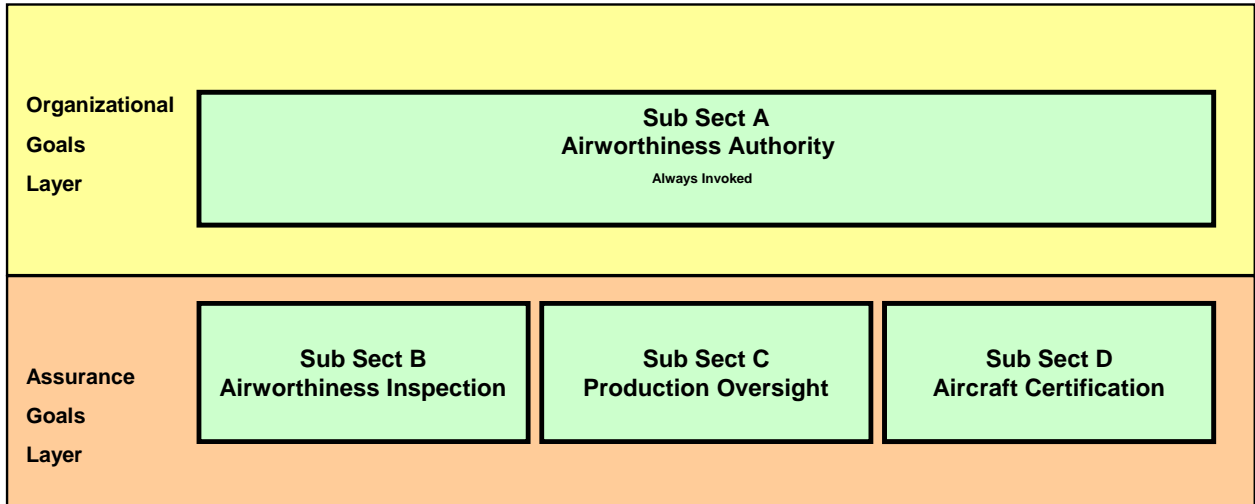 Organizational
Goals
Layer
Sub Sect A
Airworthiness Authority
Always Invoked
Assurance
Goals
Layer
Sub Sect B
Airworthiness Inspection
Sub Sect C
Production Oversight
Sub Sect D
Aircraft Certification